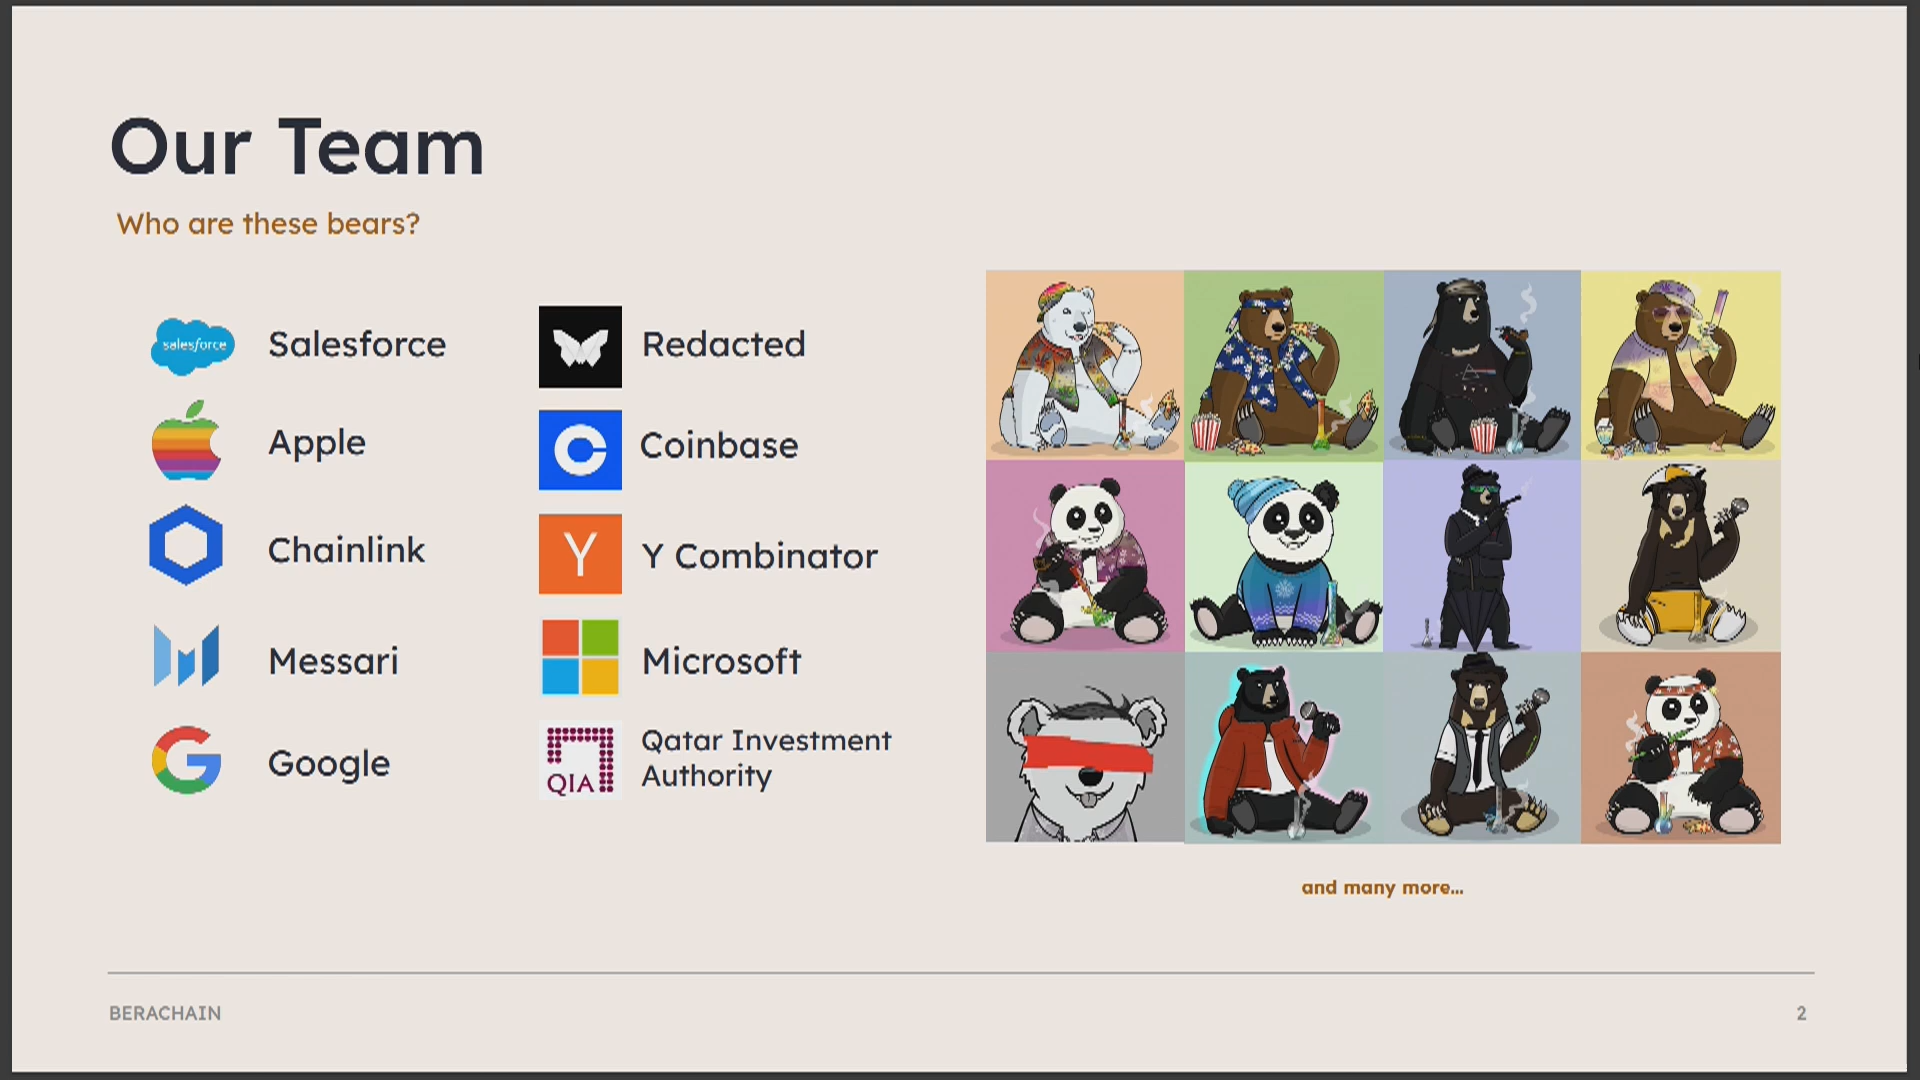 Our Team
Who are these bears?
salesforce
Salesforce
Apple
Chainlink
Messari
Google
Redacted
Coinbase
Y
Y Combinator
Microsoft
QIA
Qatar Investment
Authority
and many more...
BERACHAIN
2